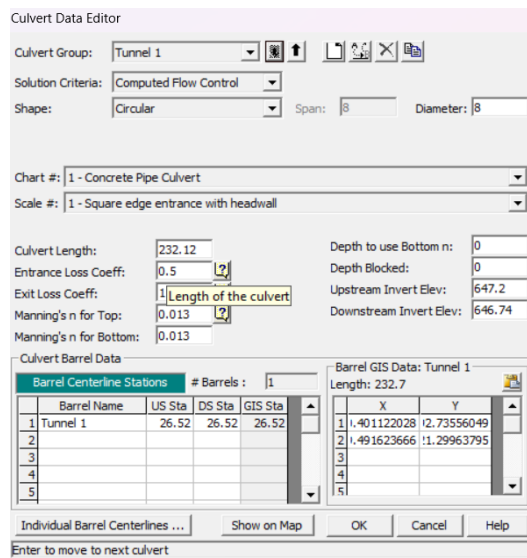 Culvert Data Editor
Culvert Group: Tunnel 1
Solution Criteria: Computed Flow Control
Shape: Circular Span: 8 Diameter: 8
Chart #: 1 - Concrete Pipe Culvert
Scale #: 1 - Square edge entrance with headwall
Culvert Length: 232.12 Depth to use Bottom n: 0
Entrance Loss Coeff: 0.5 Depth Blocked: 0
Exit Loss Coeff: 1 Length of the culvert Upstream Invert Elev: 647.2
Manning's n for Top: 0.013 Downstream Invert Elev: 646.74
Manning's n for Bottom: 0.013
Culvert Barrel Data
Barrel Centerline Stations # Barrels : 1 Barrel GIS Data: Tunnel 1
Length: 232.7
Barrel Name US Sta DS Sta GIS Sta X Y
1 Tunnel 1 26.52 26.52 26.52 1 .401122028 2.73556049
2 2 .491623666 1.29963795
3 3
4 4
5 5
Individual Barrel Centerlines ... Show on Map OK Cancel Help
Enter to move to next culvert